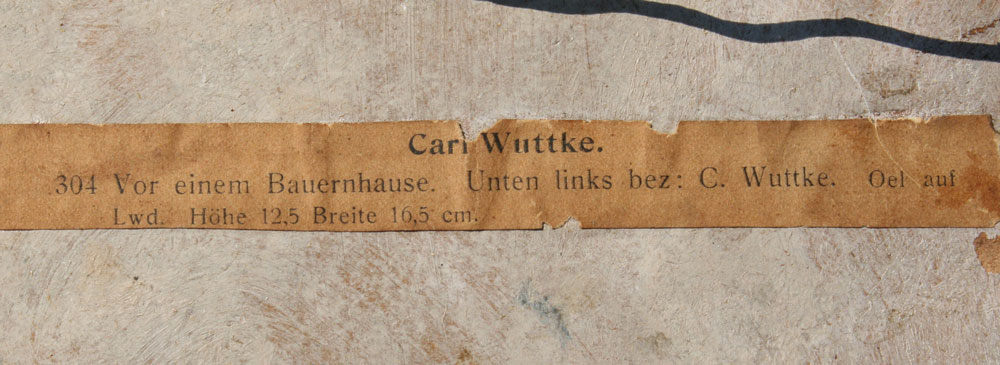 Carl Wuttke.
304 Vor einem Bauernhause. Unten links bez: C. Wuttke. Oel auf
Lwd. Höhe 12,5 Breite 16,5 cm.